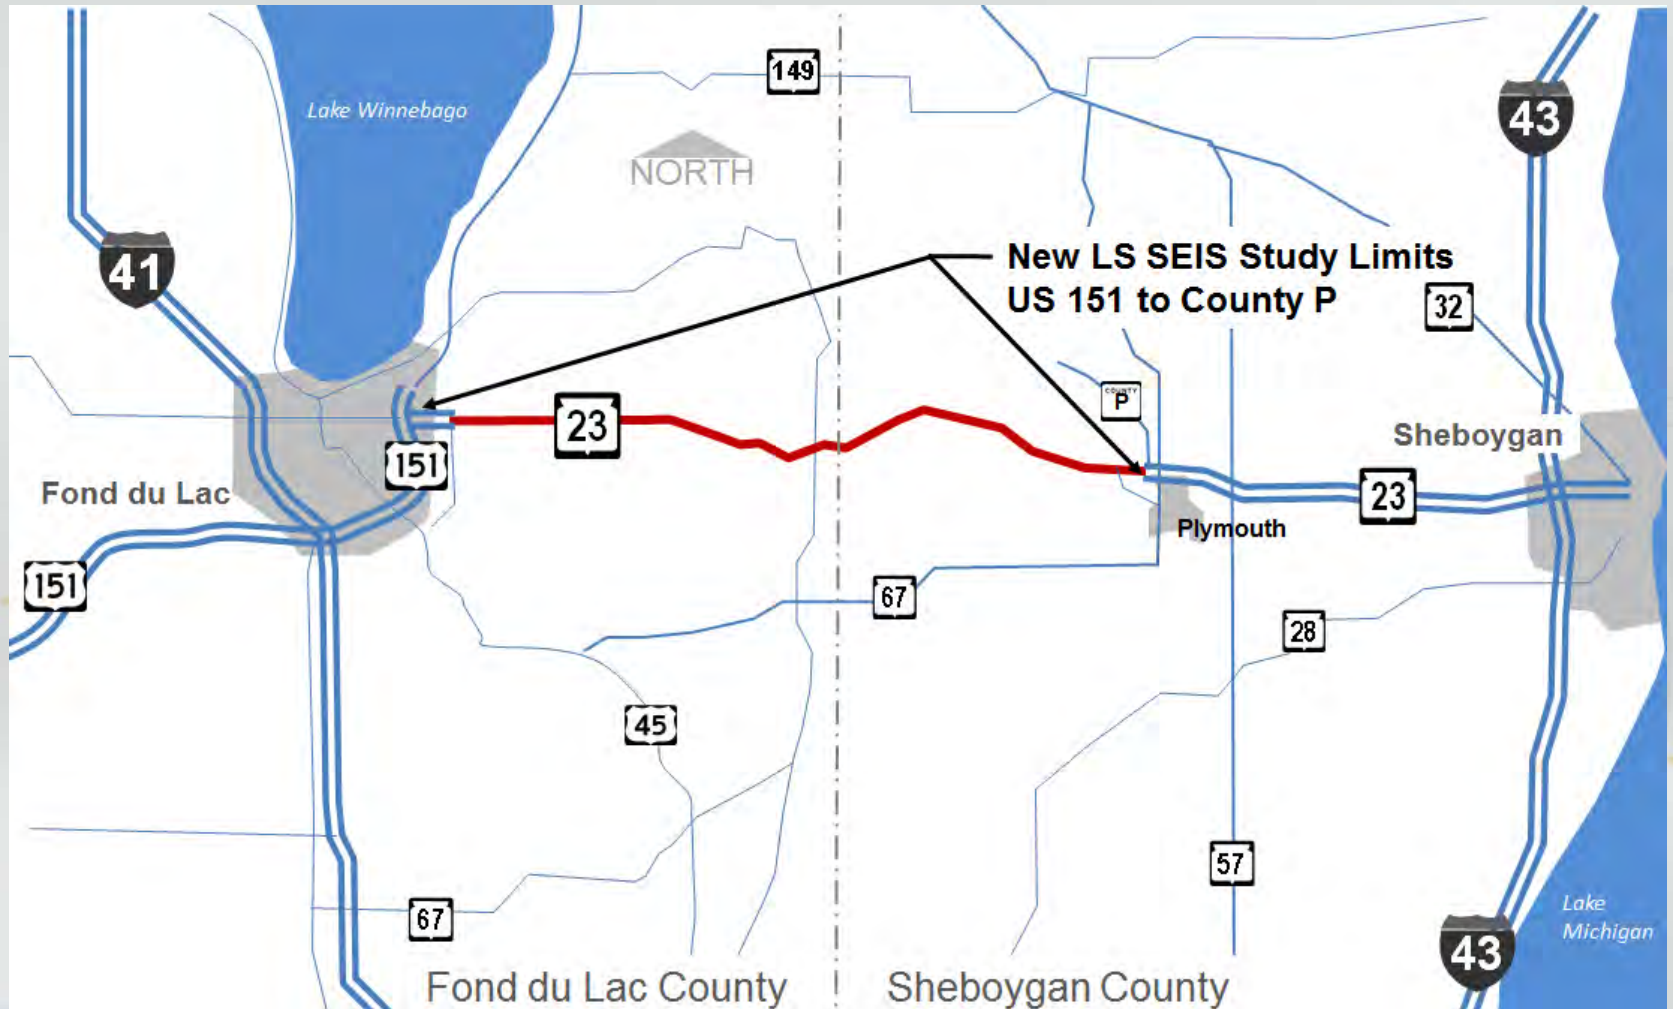 149
Lake Winnebago
43
NORTH
41
New LS SEIS Study Limits
US 151 to County P
32
COUNTY
P
23
Sheboygan
151
Fond du Lac
23
Plymouth
151
67
28
45
57
67
Lake
Michigan
43
Fond du Lac County
Sheboygan County